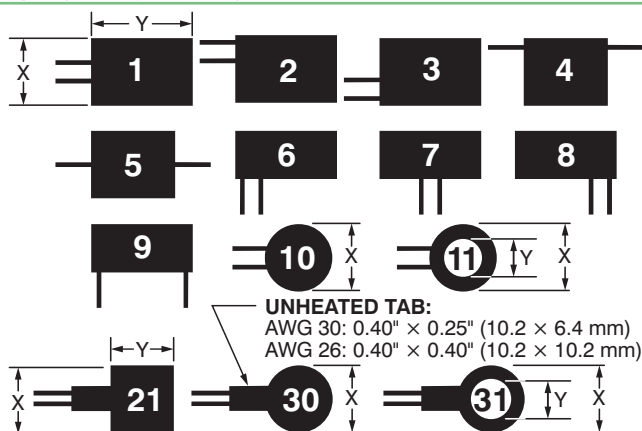 Y
X
1
2
3
4
5
6
7
8
9
10
X
11
Y
X
UNHEATED TAB:
AWG 30: 0.40" × 0.25" (10.2 × 6.4 mm)
AWG 26: 0.40" × 0.40" (10.2 × 10.2 mm)
Y
X
21
30
X
31
Y
X